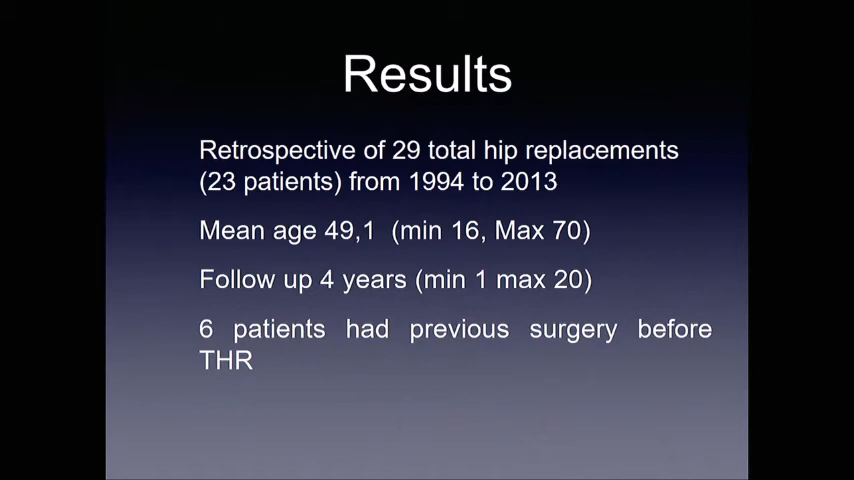 Results
Retrospective of 29 total hip replacements
(23 patients) from 1994 to 2013
Mean age 49,1 (min 16, Max 70)
Follow up 4 years (min 1 max 20)
6 patients had previous surgery before
THR